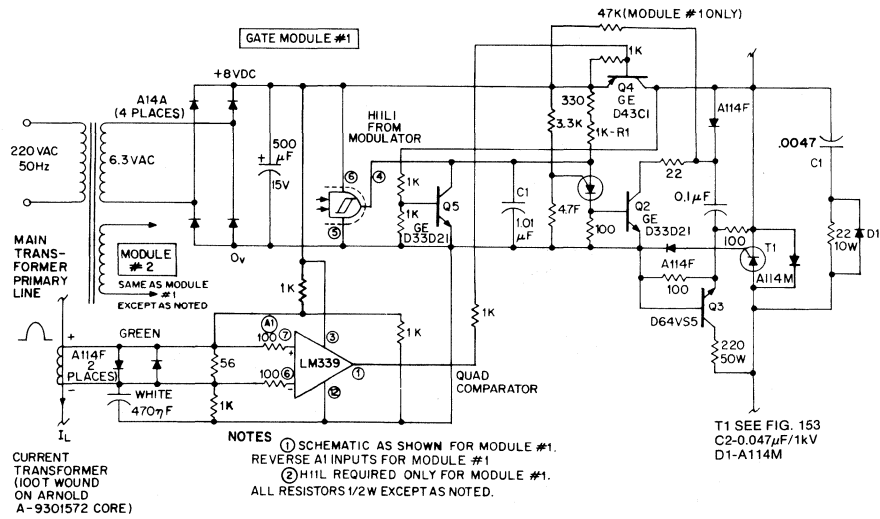 GATE MODULE #1
47K (MODULE #1 ONLY)
1K
Q4
GE
D43C1
A114F
+8VDC
A14A
(4 PLACES)
220 VAC
50Hz
6.3VAC
500
μF
15V
+
H11L1
FROM
MODULATOR
⑥
④
⑤
1K
1K
Q5
GE
D33D21
C1
1.01
μF
3.3K
330
1K-R1
4.7F
100
Q2
GE
D33D21
22
0.1μF
100
T1
A114M
.0047
C1
22
10W
D1
A114F
100
Q3
D64VS5
220
50W
MAIN
TRANS-
FORMER
PRIMARY
LINE
MODULE
#2
SAME AS MODULE
#1
EXCEPT AS NOTED
0v
GREEN
+
A114F
2
PLACES)
-
WHITE
470ηF
IL
CURRENT
TRANSFORMER
(100T WOUND
ON ARNOLD
A-9301572 CORE)
56
1K
1K
A1
100
⑦
+
100
⑥
-
③
LM339
①
⑫
1K
1K
QUAD
COMPARATOR
NOTES
① SCHEMATIC AS SHOWN FOR MODULE #1.
REVERSE A1 INPUTS FOR MODULE #1
② H11L REQUIRED ONLY FOR MODULE #1.
ALL RESISTORS 1/2W EXCEPT AS NOTED.
T1 SEE FIG. 153
C2-0.047μF/1kV
D1-A114M